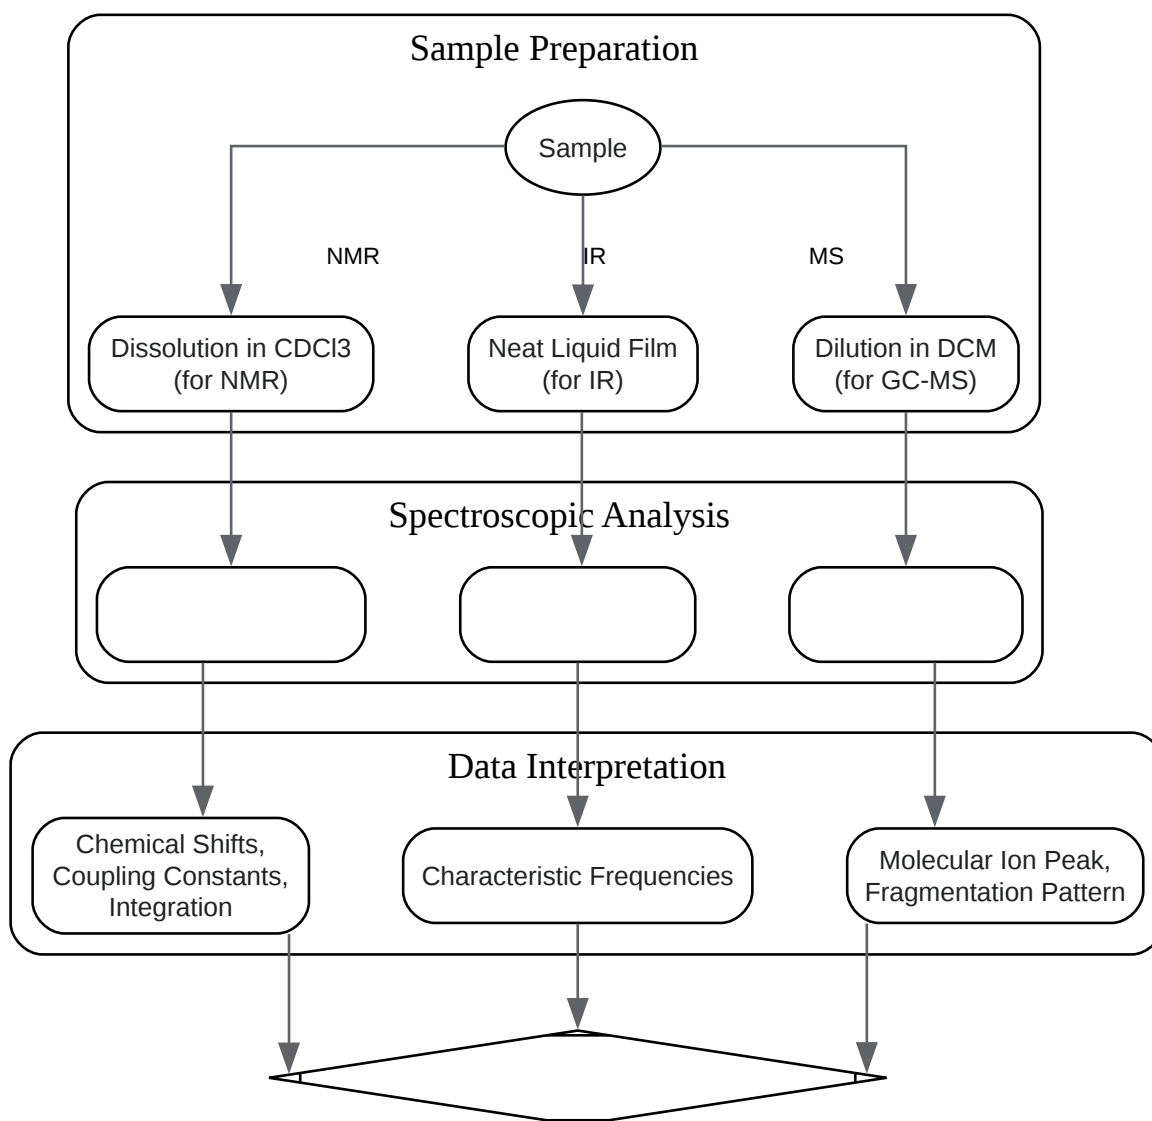 Sample Preparation
Sample
NMR
IR
MS
Dissolution in CDCl3
(for NMR)
Neat Liquid Film
(for IR)
Dilution in DCM
(for GC-MS)
Spectroscopic Analysis
Data Interpretation
Chemical Shifts,
Coupling Constants,
Integration
Characteristic Frequencies
Molecular Ion Peak,
Fragmentation Pattern